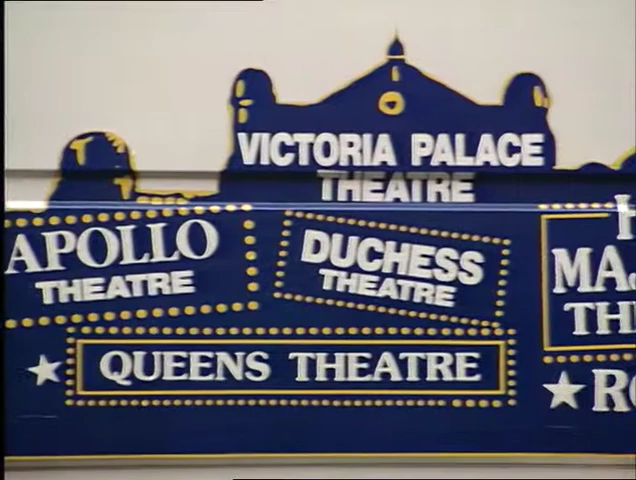 VICTORIA PALACE
THEATRE
APOLLO
THEATRE
DUCHESS
THEATRE
QUEENS THEATRE